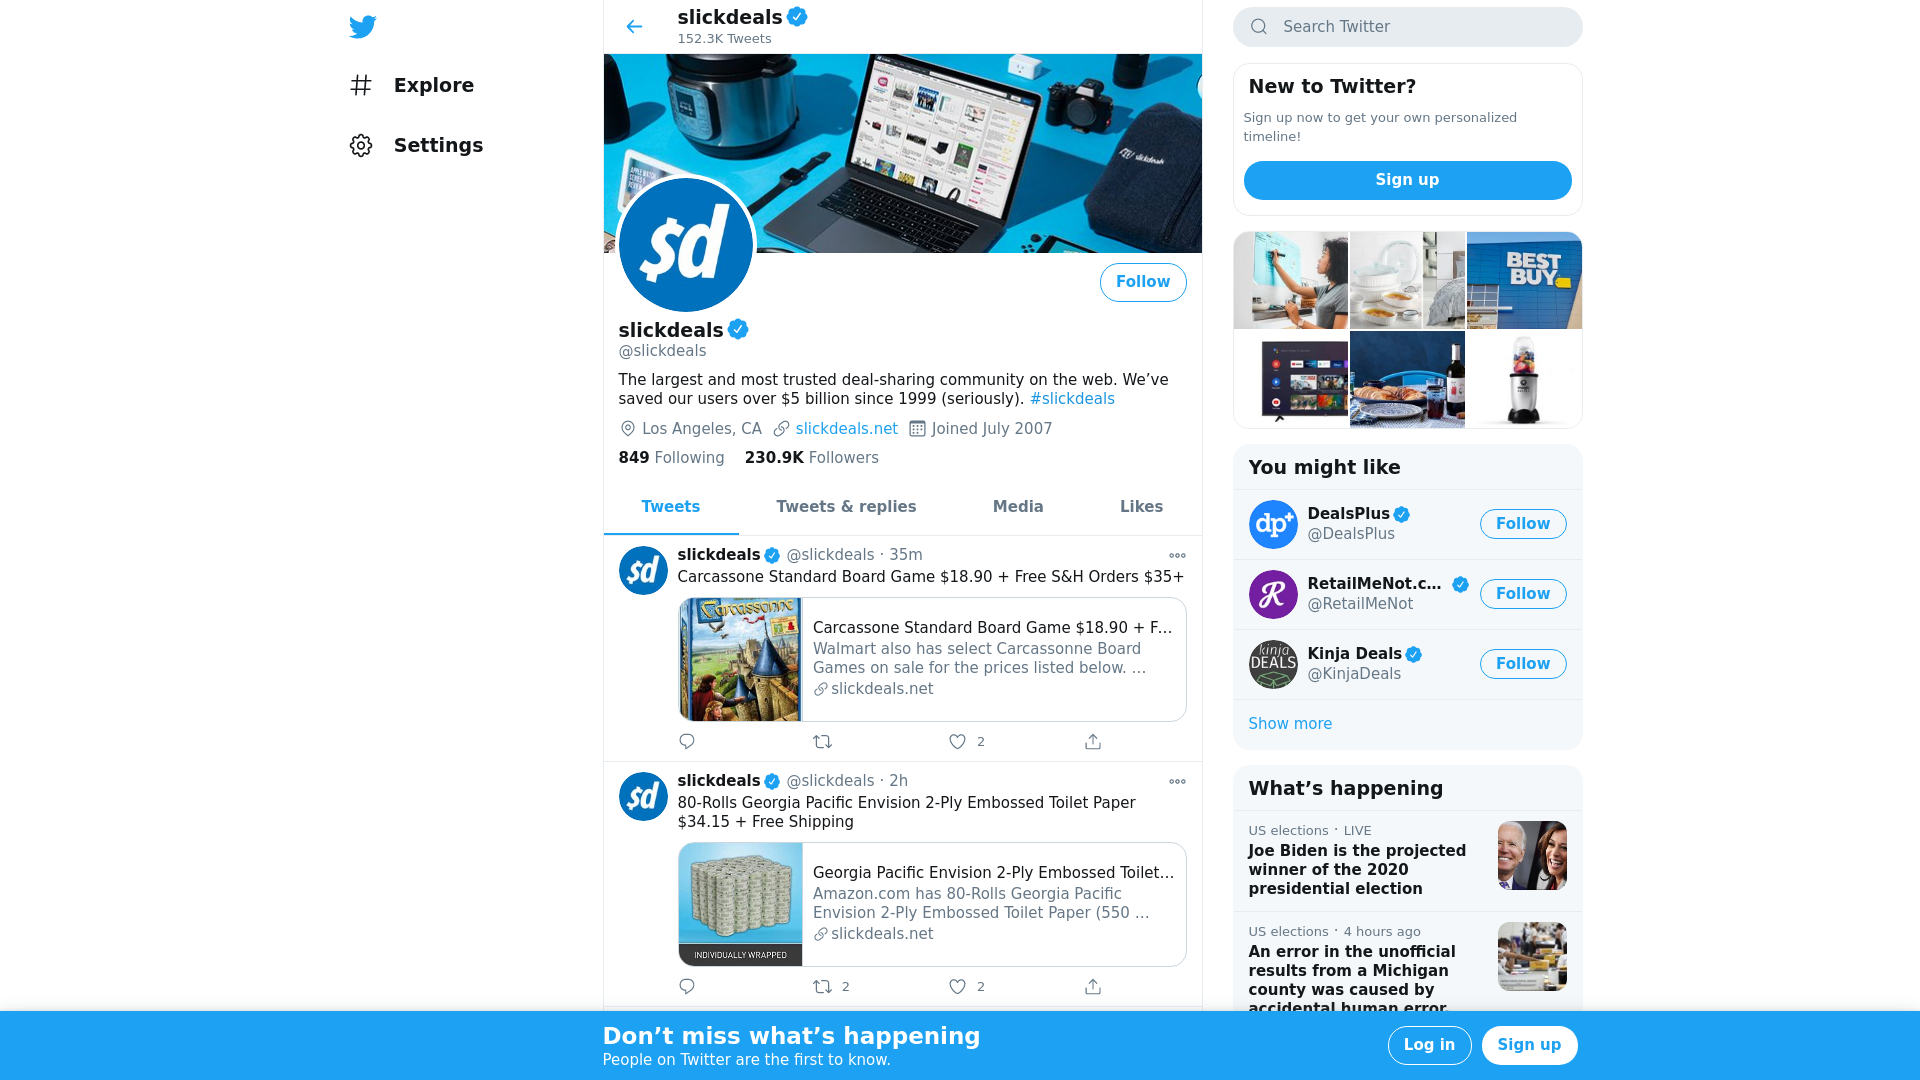 Explore
Settings
slickdeals
152.3K Tweets
slickdeals
$d
Follow
slickdeals
@slickdeals
The largest and most trusted deal-sharing community on the web. We’ve
saved our users over $5 billion since 1999 (seriously). #slickdeals
Los Angeles, CA slickdeals.net Joined July 2007
849 Following 230.9K Followers
Tweets Tweets & replies Media Likes
$d
slickdeals @slickdeals · 35m
Carcassone Standard Board Game $18.90 + Free S&H Orders $35+
Carcassonne
Carcassone Standard Board Game $18.90 + F...
Walmart also has select Carcassonne Board
Games on sale for the prices listed below. ...
slickdeals.net
2
$d
slickdeals @slickdeals · 2h
80-Rolls Georgia Pacific Envision 2-Ply Embossed Toilet Paper
$34.15 + Free Shipping
INDIVIDUALLY WRAPPED
Georgia Pacific Envision 2-Ply Embossed Toilet...
Amazon.com has 80-Rolls Georgia Pacific
Envision 2-Ply Embossed Toilet Paper (550 ...
slickdeals.net
2 2
Search Twitter
New to Twitter?
Sign up now to get your own personalized
timeline!
Sign up
BEST
BUY
You might like
dp+
DealsPlus
@DealsPlus
Follow
R
RetailMeNot.c...
@RetailMeNot
Follow
kinja
DEALS
Kinja Deals
@KinjaDeals
Follow
Show more
What’s happening
US elections · LIVE
Joe Biden is the projected
winner of the 2020
presidential election
US elections · 4 hours ago
An error in the unofficial
results from a Michigan
county was caused by
accidental human error,
Don’t miss what’s happening
People on Twitter are the first to know.
Log in
Sign up